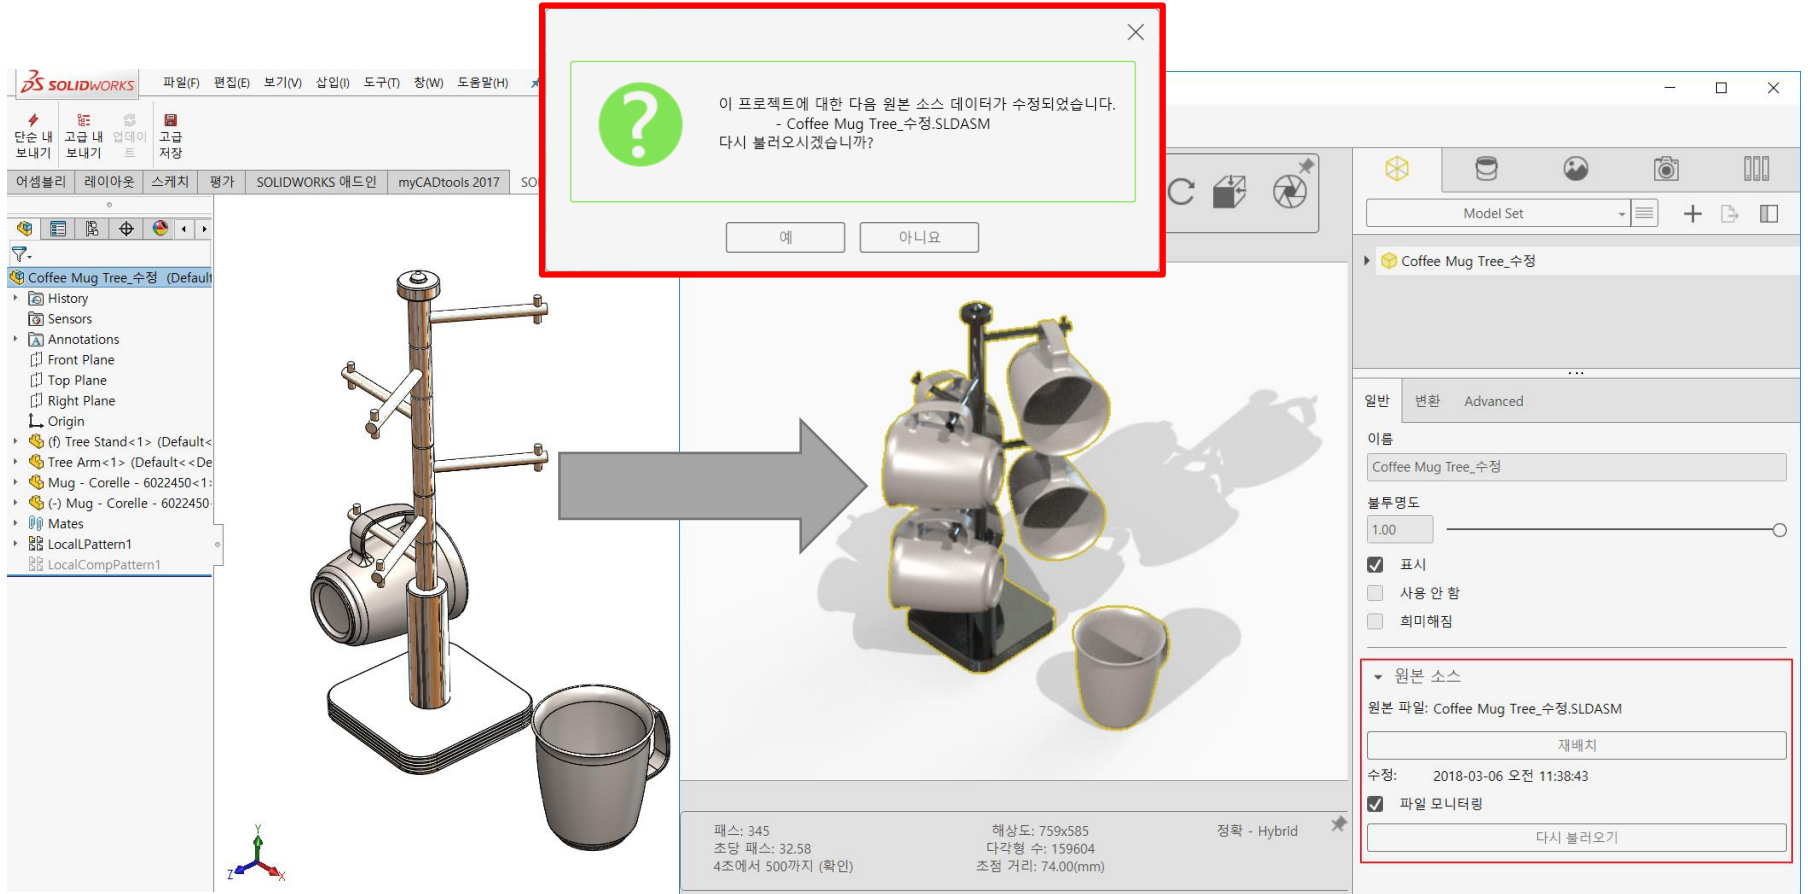 이 프로젝트에 대한 다음 원본 소스 데이터가 수정되었습니다.
- Coffee Mug Tree_수정.SLDASM
다시 불러오시겠습니까?
예 아니요
SOLIDWORKS 파일(F) 편집(E) 보기(V) 삽입(I) 도구(T) 창(W) 도움말(H)
단순 내보내기
고급 내보내기
업데이트
고급 저장
어셈블리 레이아웃 스케치 평가 SOLIDWORKS 애드인 myCADtools 2017 SO
Coffee Mug Tree_수정 (Default
History
Sensors
Annotations
Front Plane
Top Plane
Right Plane
Origin
(f) Tree Stand<1> (Default<
Tree Arm<1> (Default<<De
Mug - Corelle - 6022450<1>
(-) Mug - Corelle - 6022450
Mates
LocalLPattern1
LocalCompPattern1
Y
Z X
패스: 345
초당 패스: 32.58
4초에서 500까지 (확인)
해상도: 759x585
다각형 수: 159604
초점 거리: 74.00(mm)
정확 - Hybrid
Model Set
Coffee Mug Tree_수정
일반 변환 Advanced
이름
Coffee Mug Tree_수정
불투명도
1.00
표시
사용 안 함
희미해짐
원본 소스
원본 파일: Coffee Mug Tree_수정.SLDASM
재배치
수정: 2018-03-06 오전 11:38:43
파일 모니터링
다시 불러오기